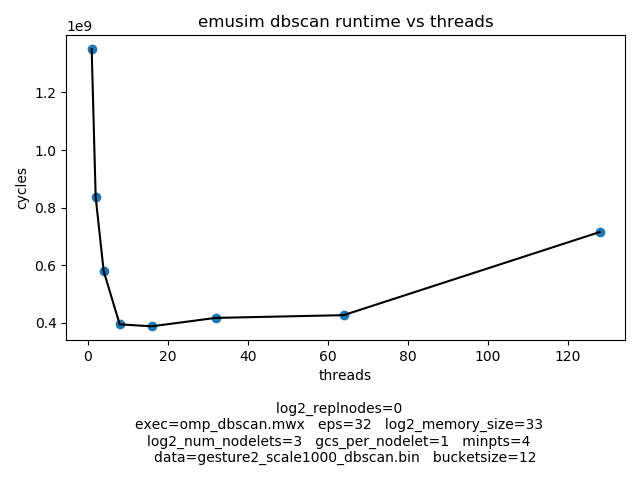 emusim dbscan runtime vs threads
1e9
1.2
1.0
0.8
0.6
0.4
cycles
0 20 40 60 80 100 120
threads
log2_replnodes=0
exec=omp_dbscan.mwx eps=32 log2_memory_size=33
log2_num_nodelets=3 gcs_per_nodelet=1 minpts=4
data=gesture2_scale1000_dbscan.bin bucketsize=12